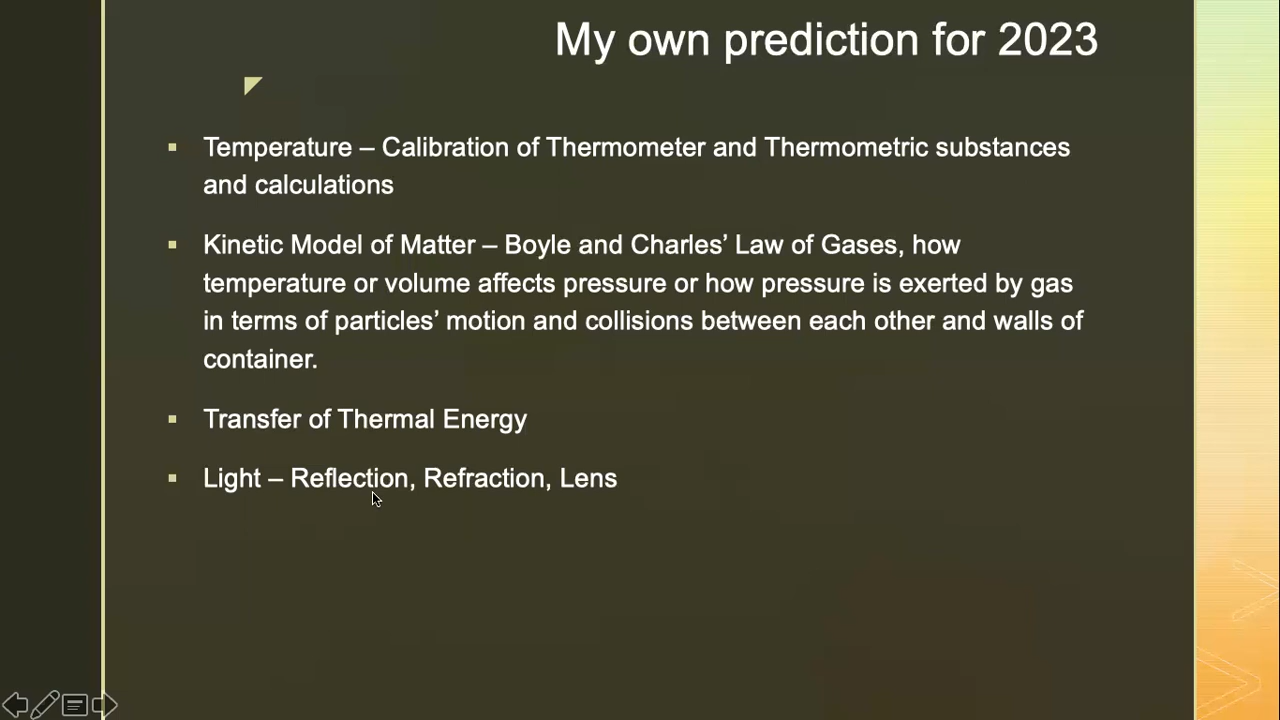 My own prediction for 2023
Temperature – Calibration of Thermometer and Thermometric substances
and calculations
Kinetic Model of Matter – Boyle and Charles’ Law of Gases, how
temperature or volume affects pressure or how pressure is exerted by gas
in terms of particles’ motion and collisions between each other and walls of
container.
Transfer of Thermal Energy
Light – Reflection, Refraction, Lens